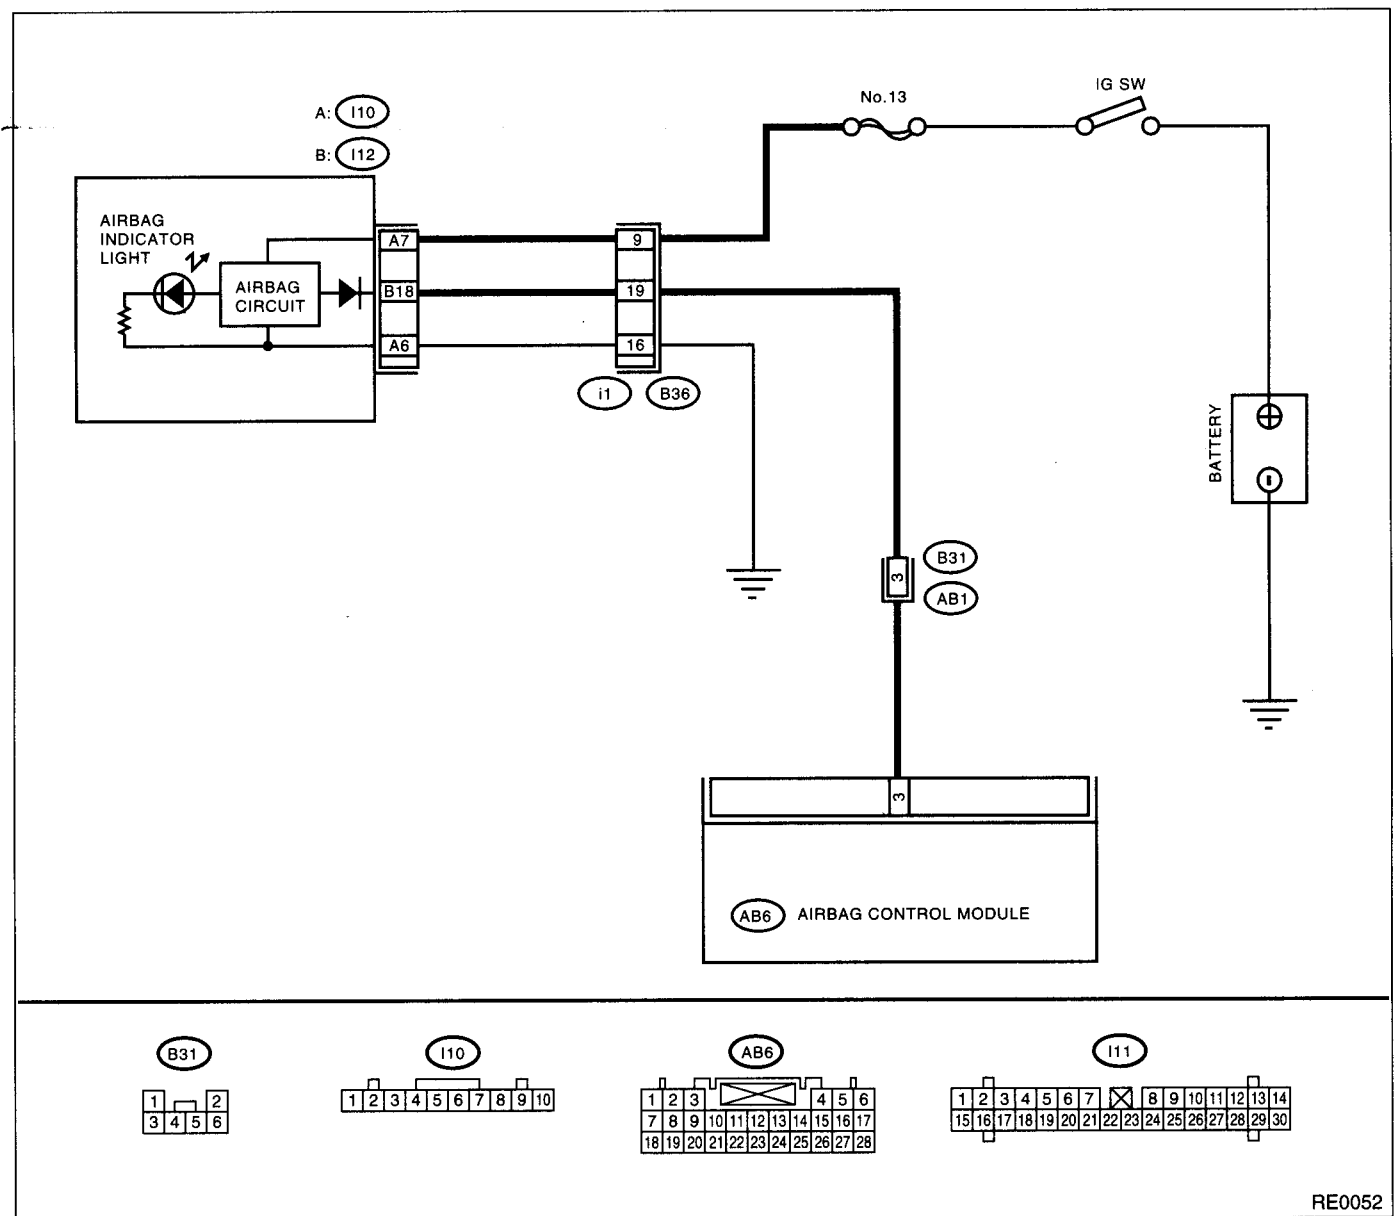 A: I10
B: I12
No.13
IG SW
AIRBAG
INDICATOR
LIGHT
AIRBAG
CIRCUIT
A7
B18
A6
9
19
16
i1
B36
BATTERY
3
B31
AB1
3
AB6 AIRBAG CONTROL MODULE
B31
1 2
3 4 5 6
I10
1 2 3 4 5 6 7 8 9 10
AB6
1 2 3 4 5 6
7 8 9 10 11 12 13 14 15 16 17
18 19 20 21 22 23 24 25 26 27 28
I11
1 2 3 4 5 6 7 8 9 10 11 12 13 14
15 16 17 18 19 20 21 22 23 24 25 26 27 28 29 30
RE0052